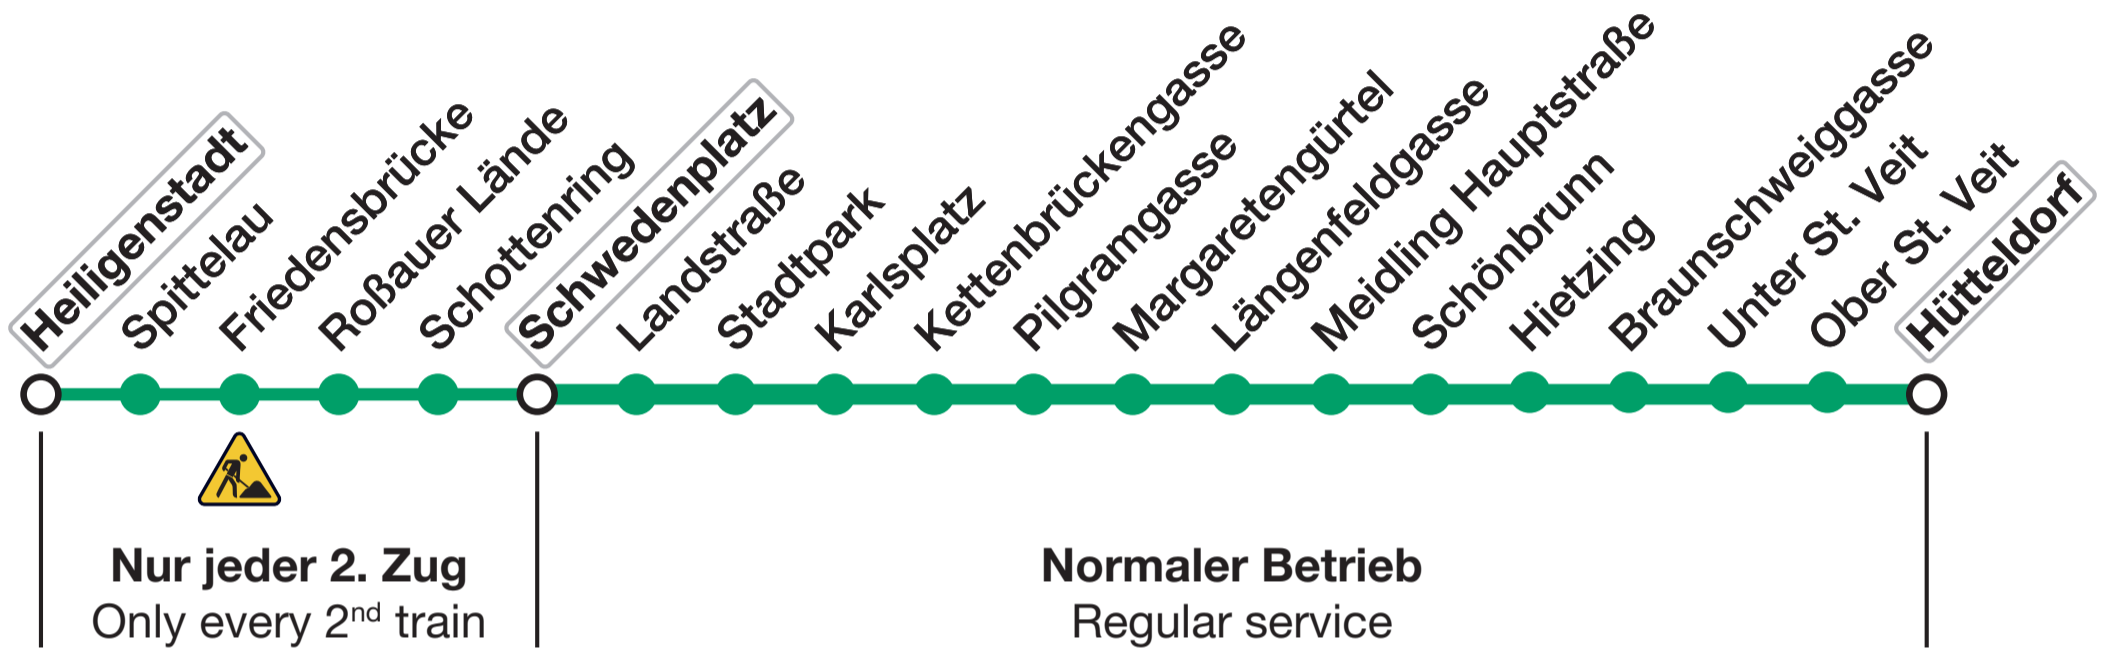 Heiligenstadt
Spittelau
Friedensbrücke
Roßauer Lände
Schottenring
Schwedenplatz
Landstraße
Stadtpark
Karlsplatz
Kettenbrückengasse
Pilgramgasse
Margaretengürtel
Längenfeldgasse
Meidling Hauptstraße
Schönbrunn
Hietzing
Braunschweiggasse
Unter St. Veit
Ober St. Veit
Hütteldorf
Nur jeder 2. Zug
Only every 2nd train
Normaler Betrieb
Regular service